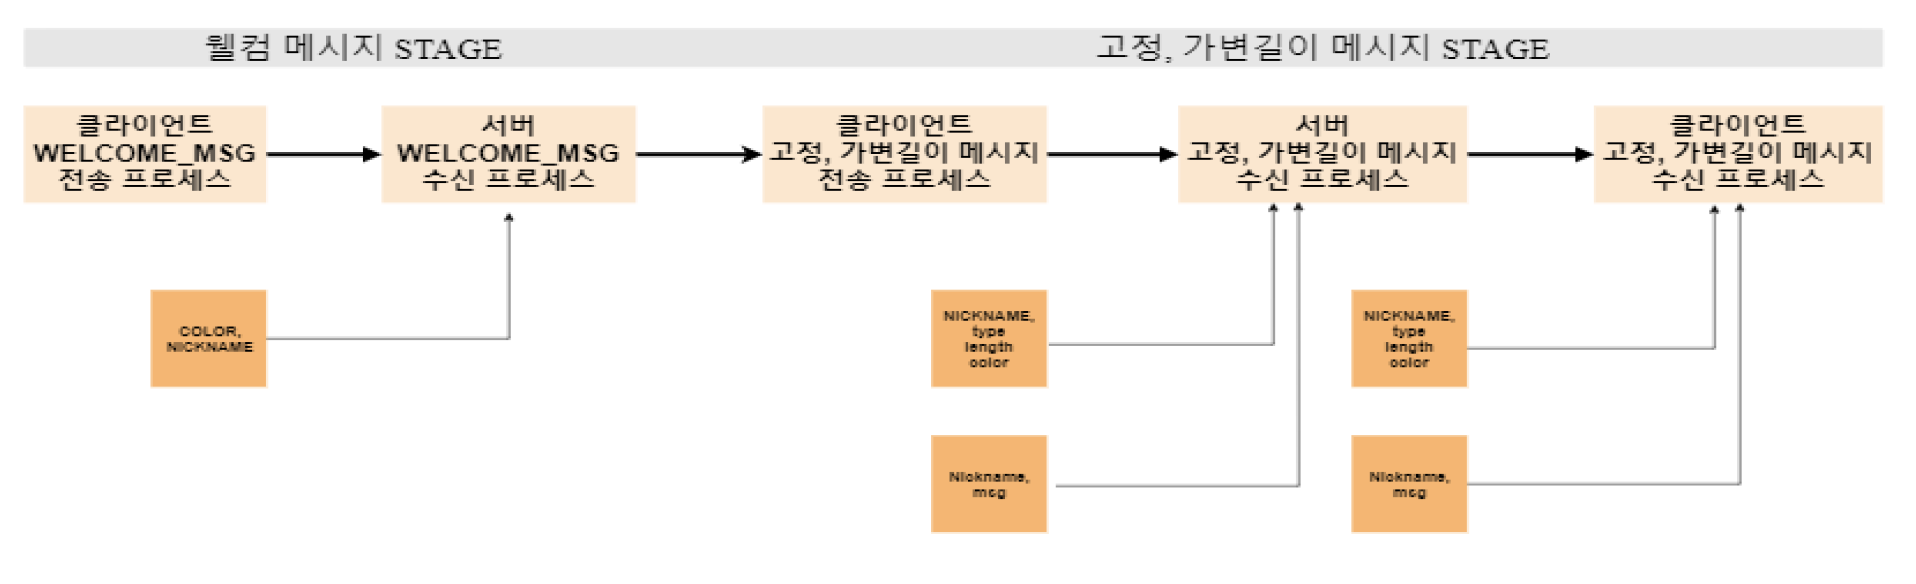 웰컴 메시지 STAGE
고정, 가변길이 메시지 STAGE
클라이언트
WELCOME_MSG
전송 프로세스
서버
WELCOME_MSG
수신 프로세스
클라이언트
고정, 가변길이 메시지
전송 프로세스
서버
고정, 가변길이 메시지
수신 프로세스
클라이언트
고정, 가변길이 메시지
수신 프로세스
COLOR,
NICKNAME
NICKNAME,
type
length
color
NICKNAME,
type
length
color
Nickname,
msg
Nickname,
msg